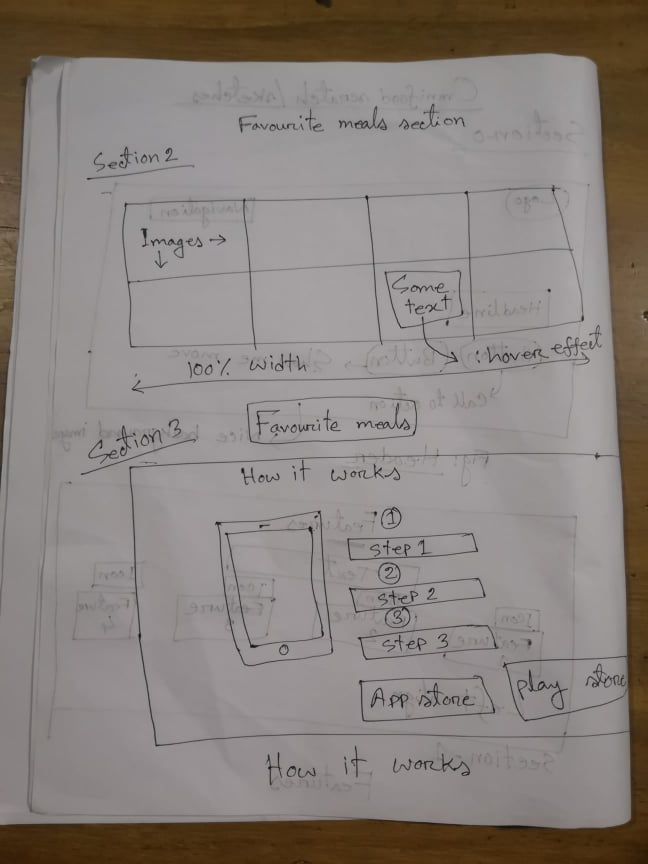 Favourite meals section
Section 2
Images →
↓
Some
text
:hover effect
100% width
Favourite meals
Section 3
How it works
1
Step 1
2
Step 2
3
Step 3
App store
play store
How it works